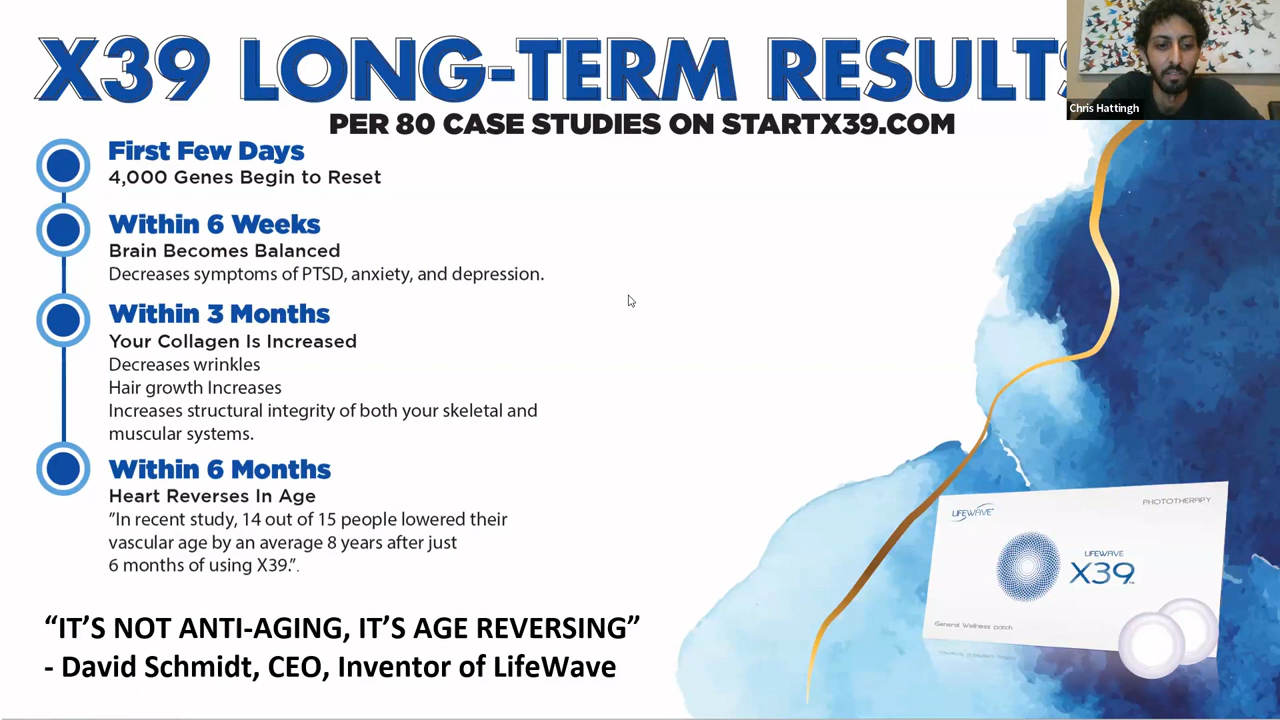 X39 LONG-TERM RESULTS
PER 80 CASE STUDIES ON STARTX39.COM
Chris Hattingh
First Few Days
4,000 Genes Begin to Reset
Within 6 Weeks
Brain Becomes Balanced
Decreases symptoms of PTSD, anxiety, and depression.
Within 3 Months
Your Collagen Is Increased
Decreases wrinkles
Hair growth Increases
Increases structural integrity of both your skeletal and
muscular systems.
Within 6 Months
Heart Reverses In Age
"In recent study, 14 out of 15 people lowered their
vascular age by an average 8 years after just
6 months of using X39.".
"IT'S NOT ANTI-AGING, IT'S AGE REVERSING"
- David Schmidt, CEO, Inventor of LifeWave
LIFEWAVE
PHOTOTHERAPY
LIFEWAVE
X39
General Wellness patch